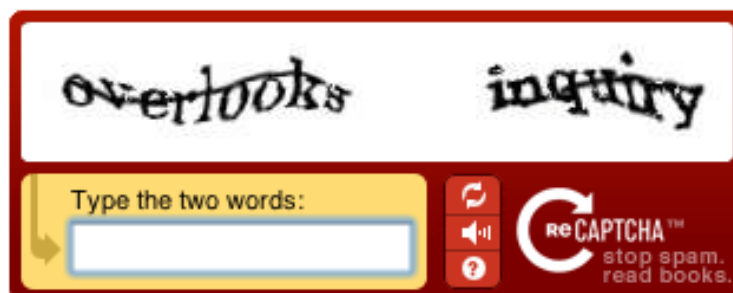 overlooks inquiry
Type the two words:
ReCAPTCHA™
stop spam.
read books.